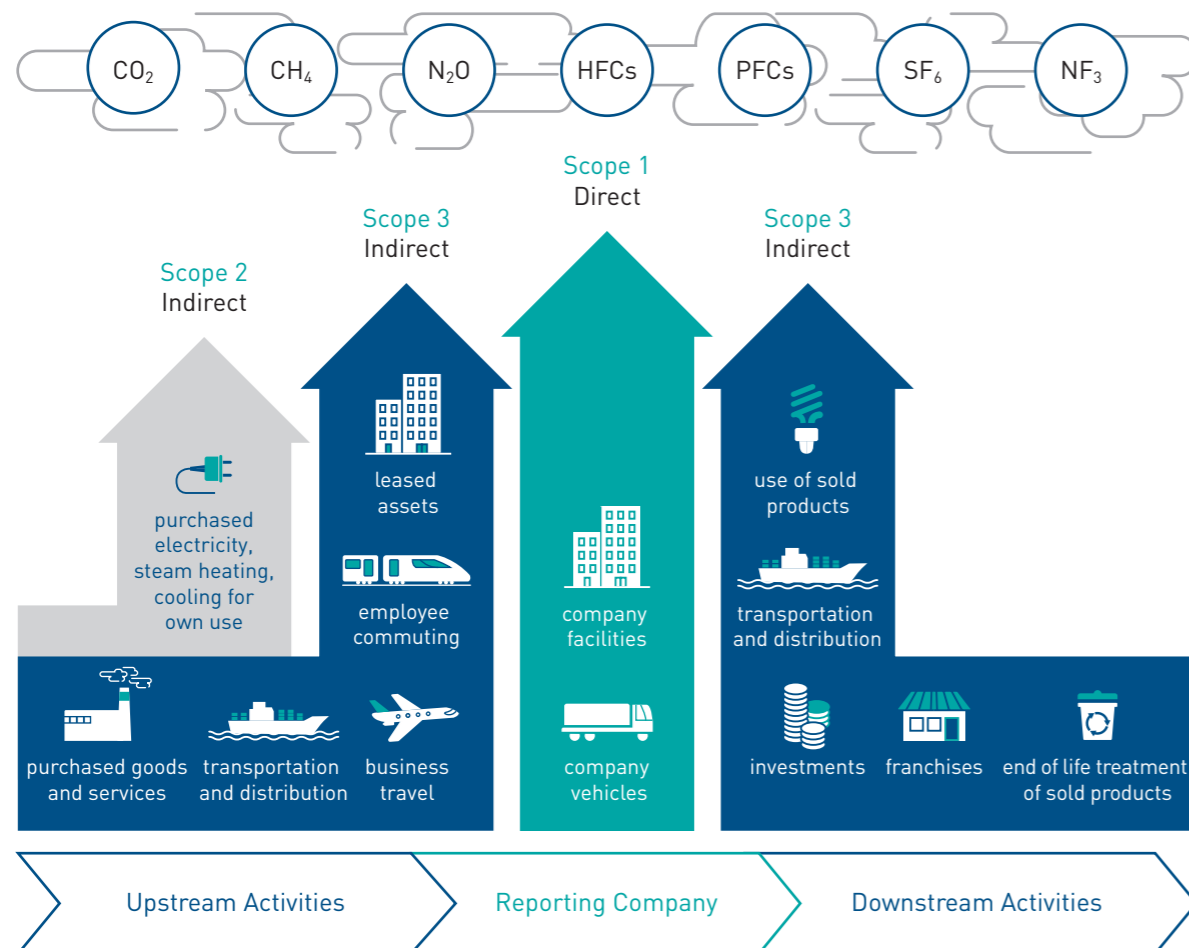 CO₂
CH₄
N₂O
HFCs
PFCs
SF₆
NF₃
Scope 1
Direct
Scope 3
Indirect
Scope 3
Indirect
Scope 2
Indirect
purchased
electricity,
steam heating,
cooling for
own use
leased
assets
employee
commuting
company
facilities
use of sold
products
transportation
and distribution
purchased goods
and services
transportation
and distribution
business
travel
company
vehicles
investments
franchises
end of life treatment
of sold products
Upstream Activities
Reporting Company
Downstream Activities